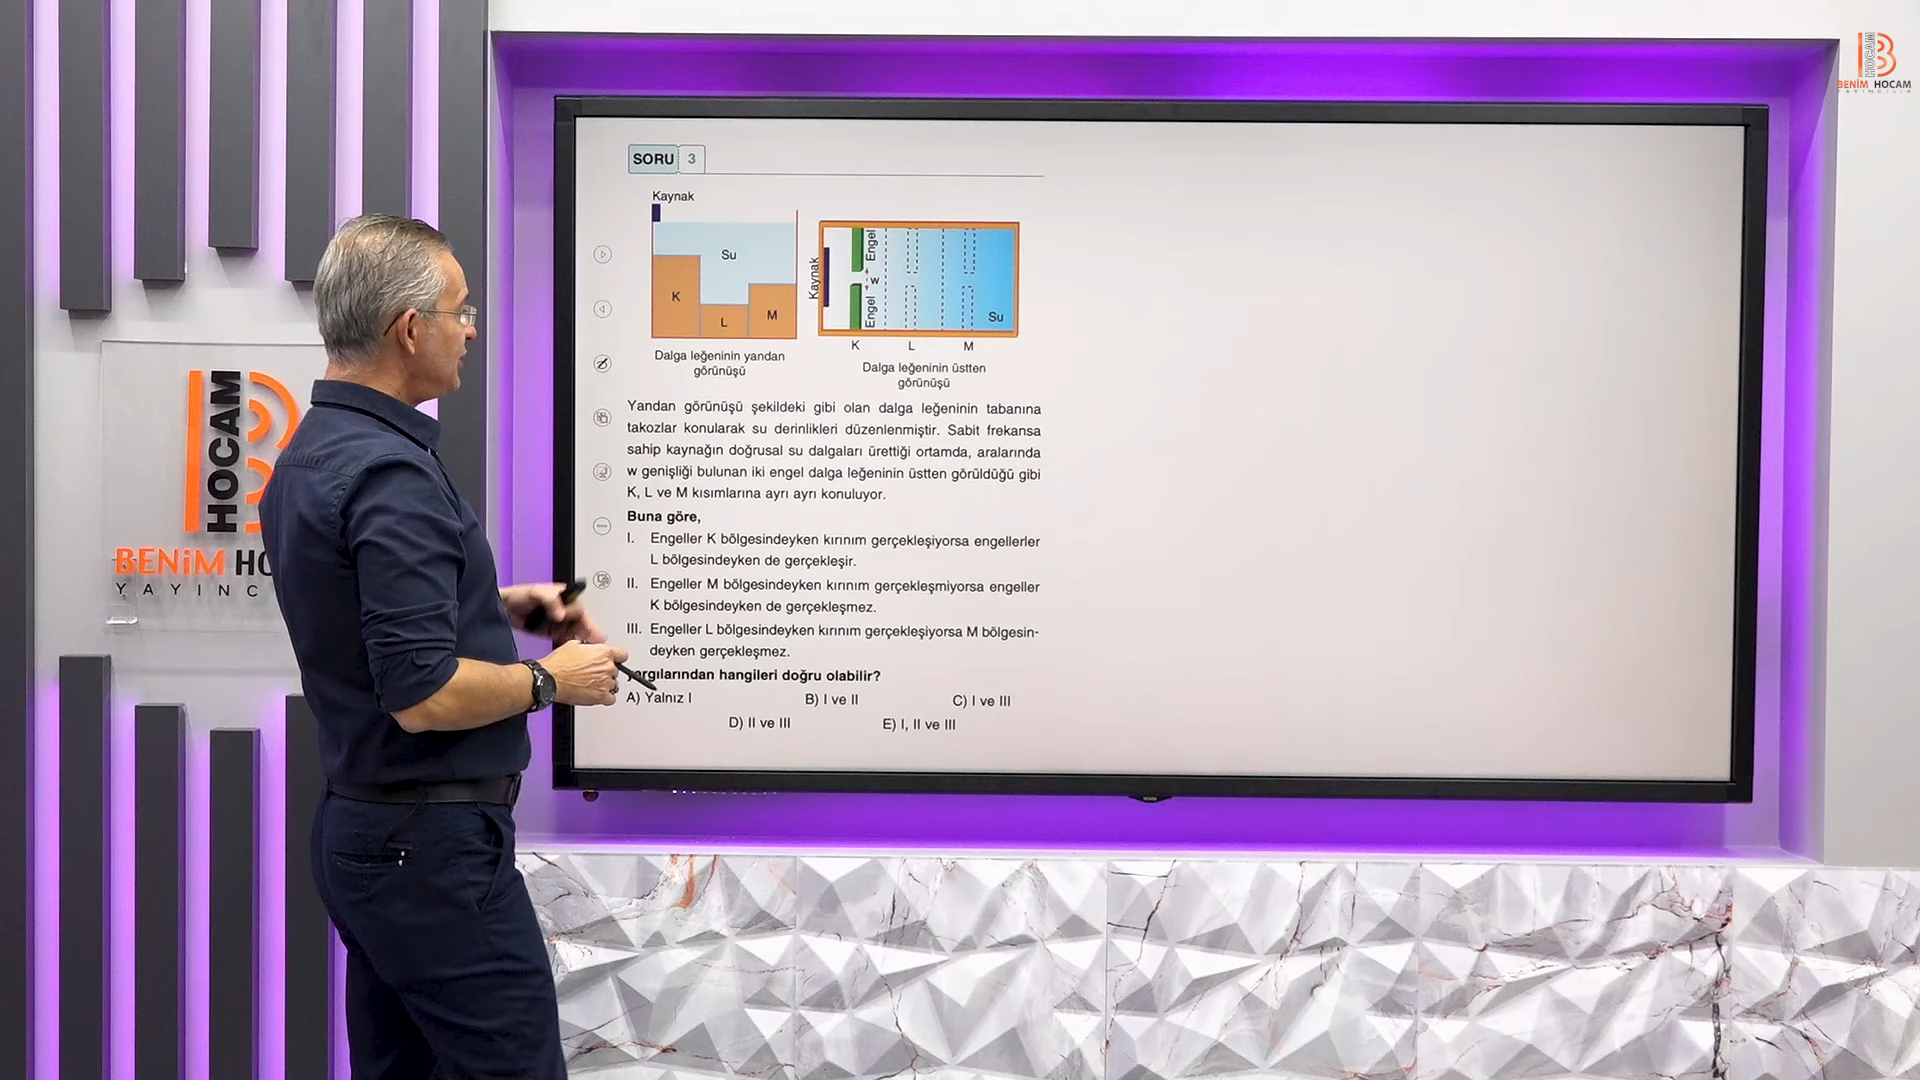 BENİM HOCAM
YAYINCILIK
HOCAM
BENİM HO
YAYINC
SORU 3
Kaynak
Su
K
L
M
Dalga leğeninin yandan
görünüşü
Kaynak
Engel
w
Engel
Su
K L M
Dalga leğeninin üstten
görünüşü
Yandan görünüşü şekildeki gibi olan dalga leğeninin tabanına
takozlar konularak su derinlikleri düzenlenmiştir. Sabit frekansa
sahip kaynağın doğrusal su dalgaları ürettiği ortamda, aralarında
w genişliği bulunan iki engel dalga leğeninin üstten görüldüğü gibi
K, L ve M kısımlarına ayrı ayrı konuluyor.
Buna göre,
I. Engeller K bölgesindeyken kırınım gerçekleşiyorsa engellerler
L bölgesindeyken de gerçekleşir.
II. Engeller M bölgesindeyken kırınım gerçekleşmiyorsa engeller
K bölgesindeyken de gerçekleşmez.
III. Engeller L bölgesindeyken kırınım gerçekleşiyorsa M bölgesin-
deyken gerçekleşmez.
yargılarından hangileri doğru olabilir?
A) Yalnız I B) I ve II C) I ve III
D) II ve III E) I, II ve III